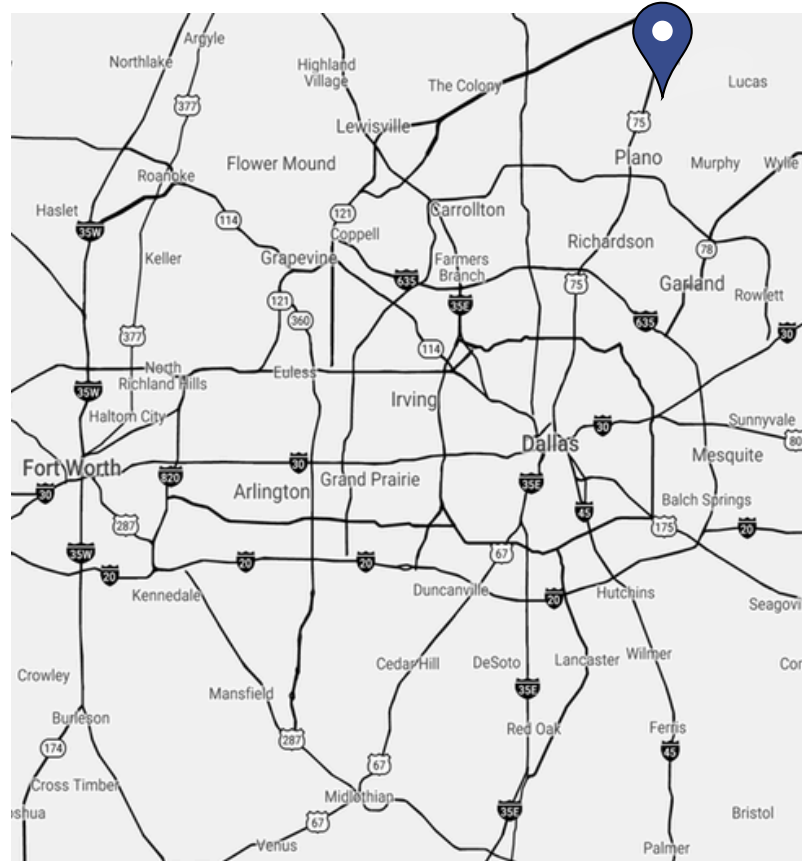 Argyle
Northlake
Highland
Village
The Colony
Lucas
377
75
Lewisville
Plano
Flower Mound
Murphy
Wylie
Roanoke
Haslet
114
121
Carrollton
35W
Coppell
Richardson
78
Keller
Grapevine
Farmers
Branch
635
75
Garland
Rowlett
121
35E
360
635
377
114
30
North
Richland Hills
Euless
35W
Irving
Haltom City
30
Sunnyvale
Dallas
80
Fort Worth
30
Mesquite
820
Grand Prairie
35E
Arlington
30
Balch Springs
45
287
175
20
35W
67
20
20
20
Duncanville
Hutchins
Kennedale
20
Seagovi
Crowley
Cedar Hill
DeSoto
Lancaster
Wilmer
Cor
Mansfield
35E
Burleson
Red Oak
Ferris
174
287
45
67
Cross Timber
Midlothian
oshua
67
35E
Bristol
Venus
Palmer